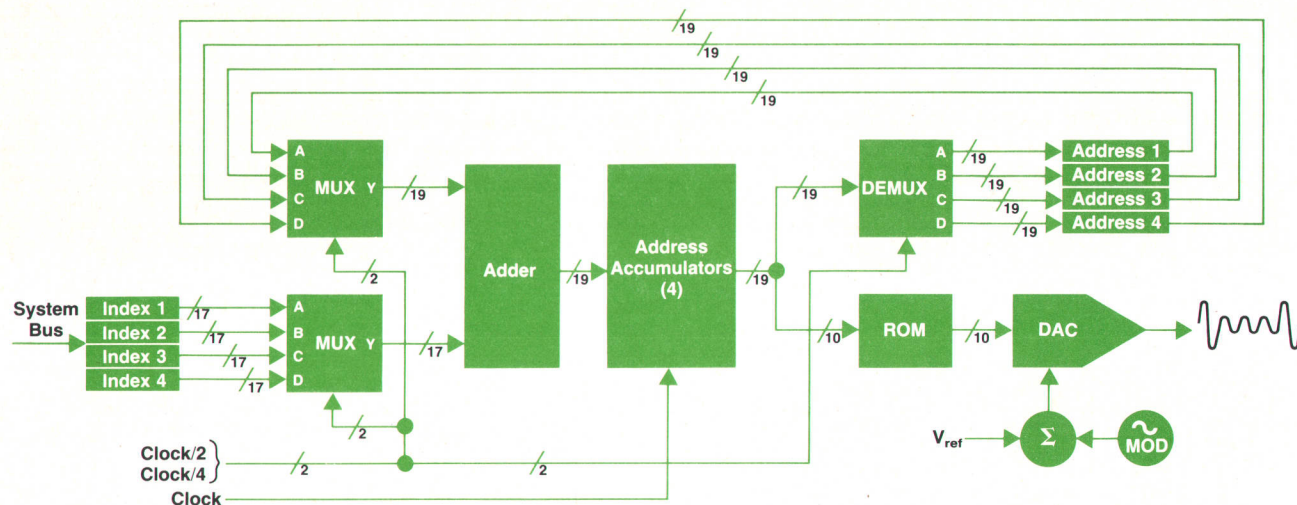 19
19
19
19
A
B
C
D
MUX
Y
19
2
Adder
19
Address
Accumulators
(4)
19
19
DEMUX
A
B
C
D
19
19
19
19
Address 1
Address 2
Address 3
Address 4
System
Bus
Index 1
Index 2
Index 3
Index 4
17
17
17
17
A
B
C
D
MUX
Y
17
2
10
ROM
10
DAC
Vref
Σ
MOD
Clock/2
Clock/4
2
2
Clock